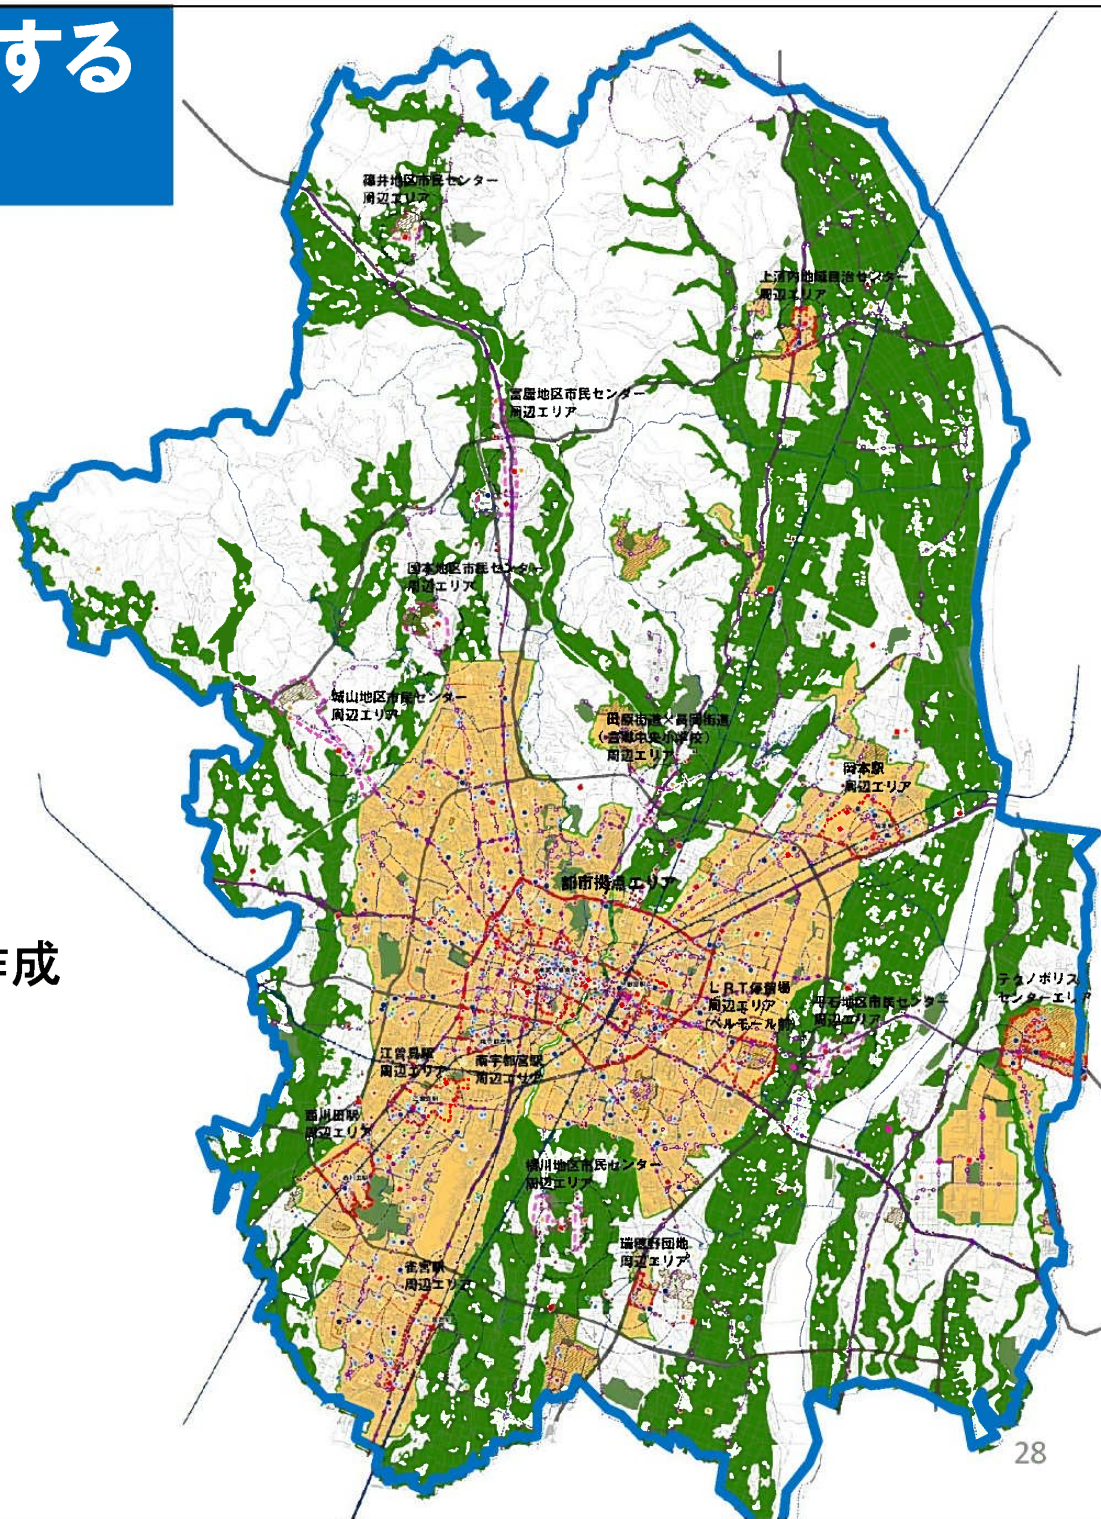 する
篠井地区市民センター
周辺エリア
上河内地域自治センター
周辺エリア
富屋地区市民センター
周辺エリア
国本地区市民センター
周辺エリア
城山地区市民センター
周辺エリア
田原街道×長岡街道
（豊郷中央小学校）
周辺エリア
岡本駅
周辺エリア
都市拠点エリア
作成
テクノポリス
センターエリア
ＬＲＴ停留場
周辺エリア
（ベルモール前）
平石地区市民センター
周辺エリア
江曽島駅
周辺エリア
南宇都宮駅
周辺エリア
西川田駅
周辺エリア
横川地区市民センター
周辺エリア
瑞穂野団地
周辺エリア
雀宮駅
周辺エリア
28